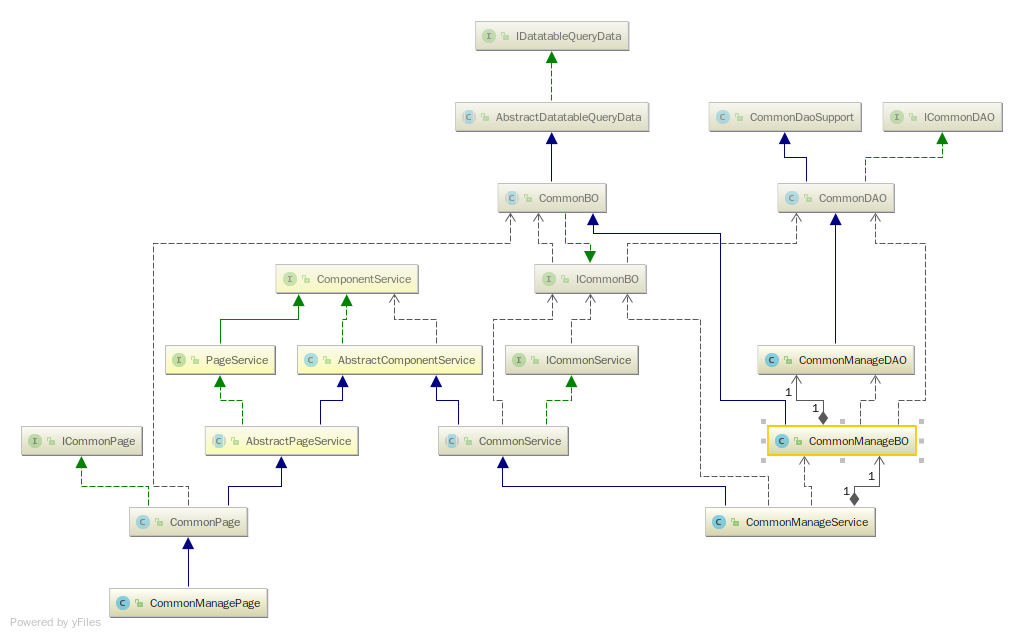 I IDatatableQueryData
C AbstractDatatableQueryData
C CommonDaoSupport
I ICommonDAO
C CommonBO
C CommonDAO
I ComponentService
I ICommonBO
I PageService
C AbstractComponentService
I ICommonService
C CommonManageDAO
1
1
I ICommonPage
C AbstractPageService
C CommonService
C CommonManageBO
1
1
C CommonPage
C CommonManageService
C CommonManagePage
Powered by yFiles